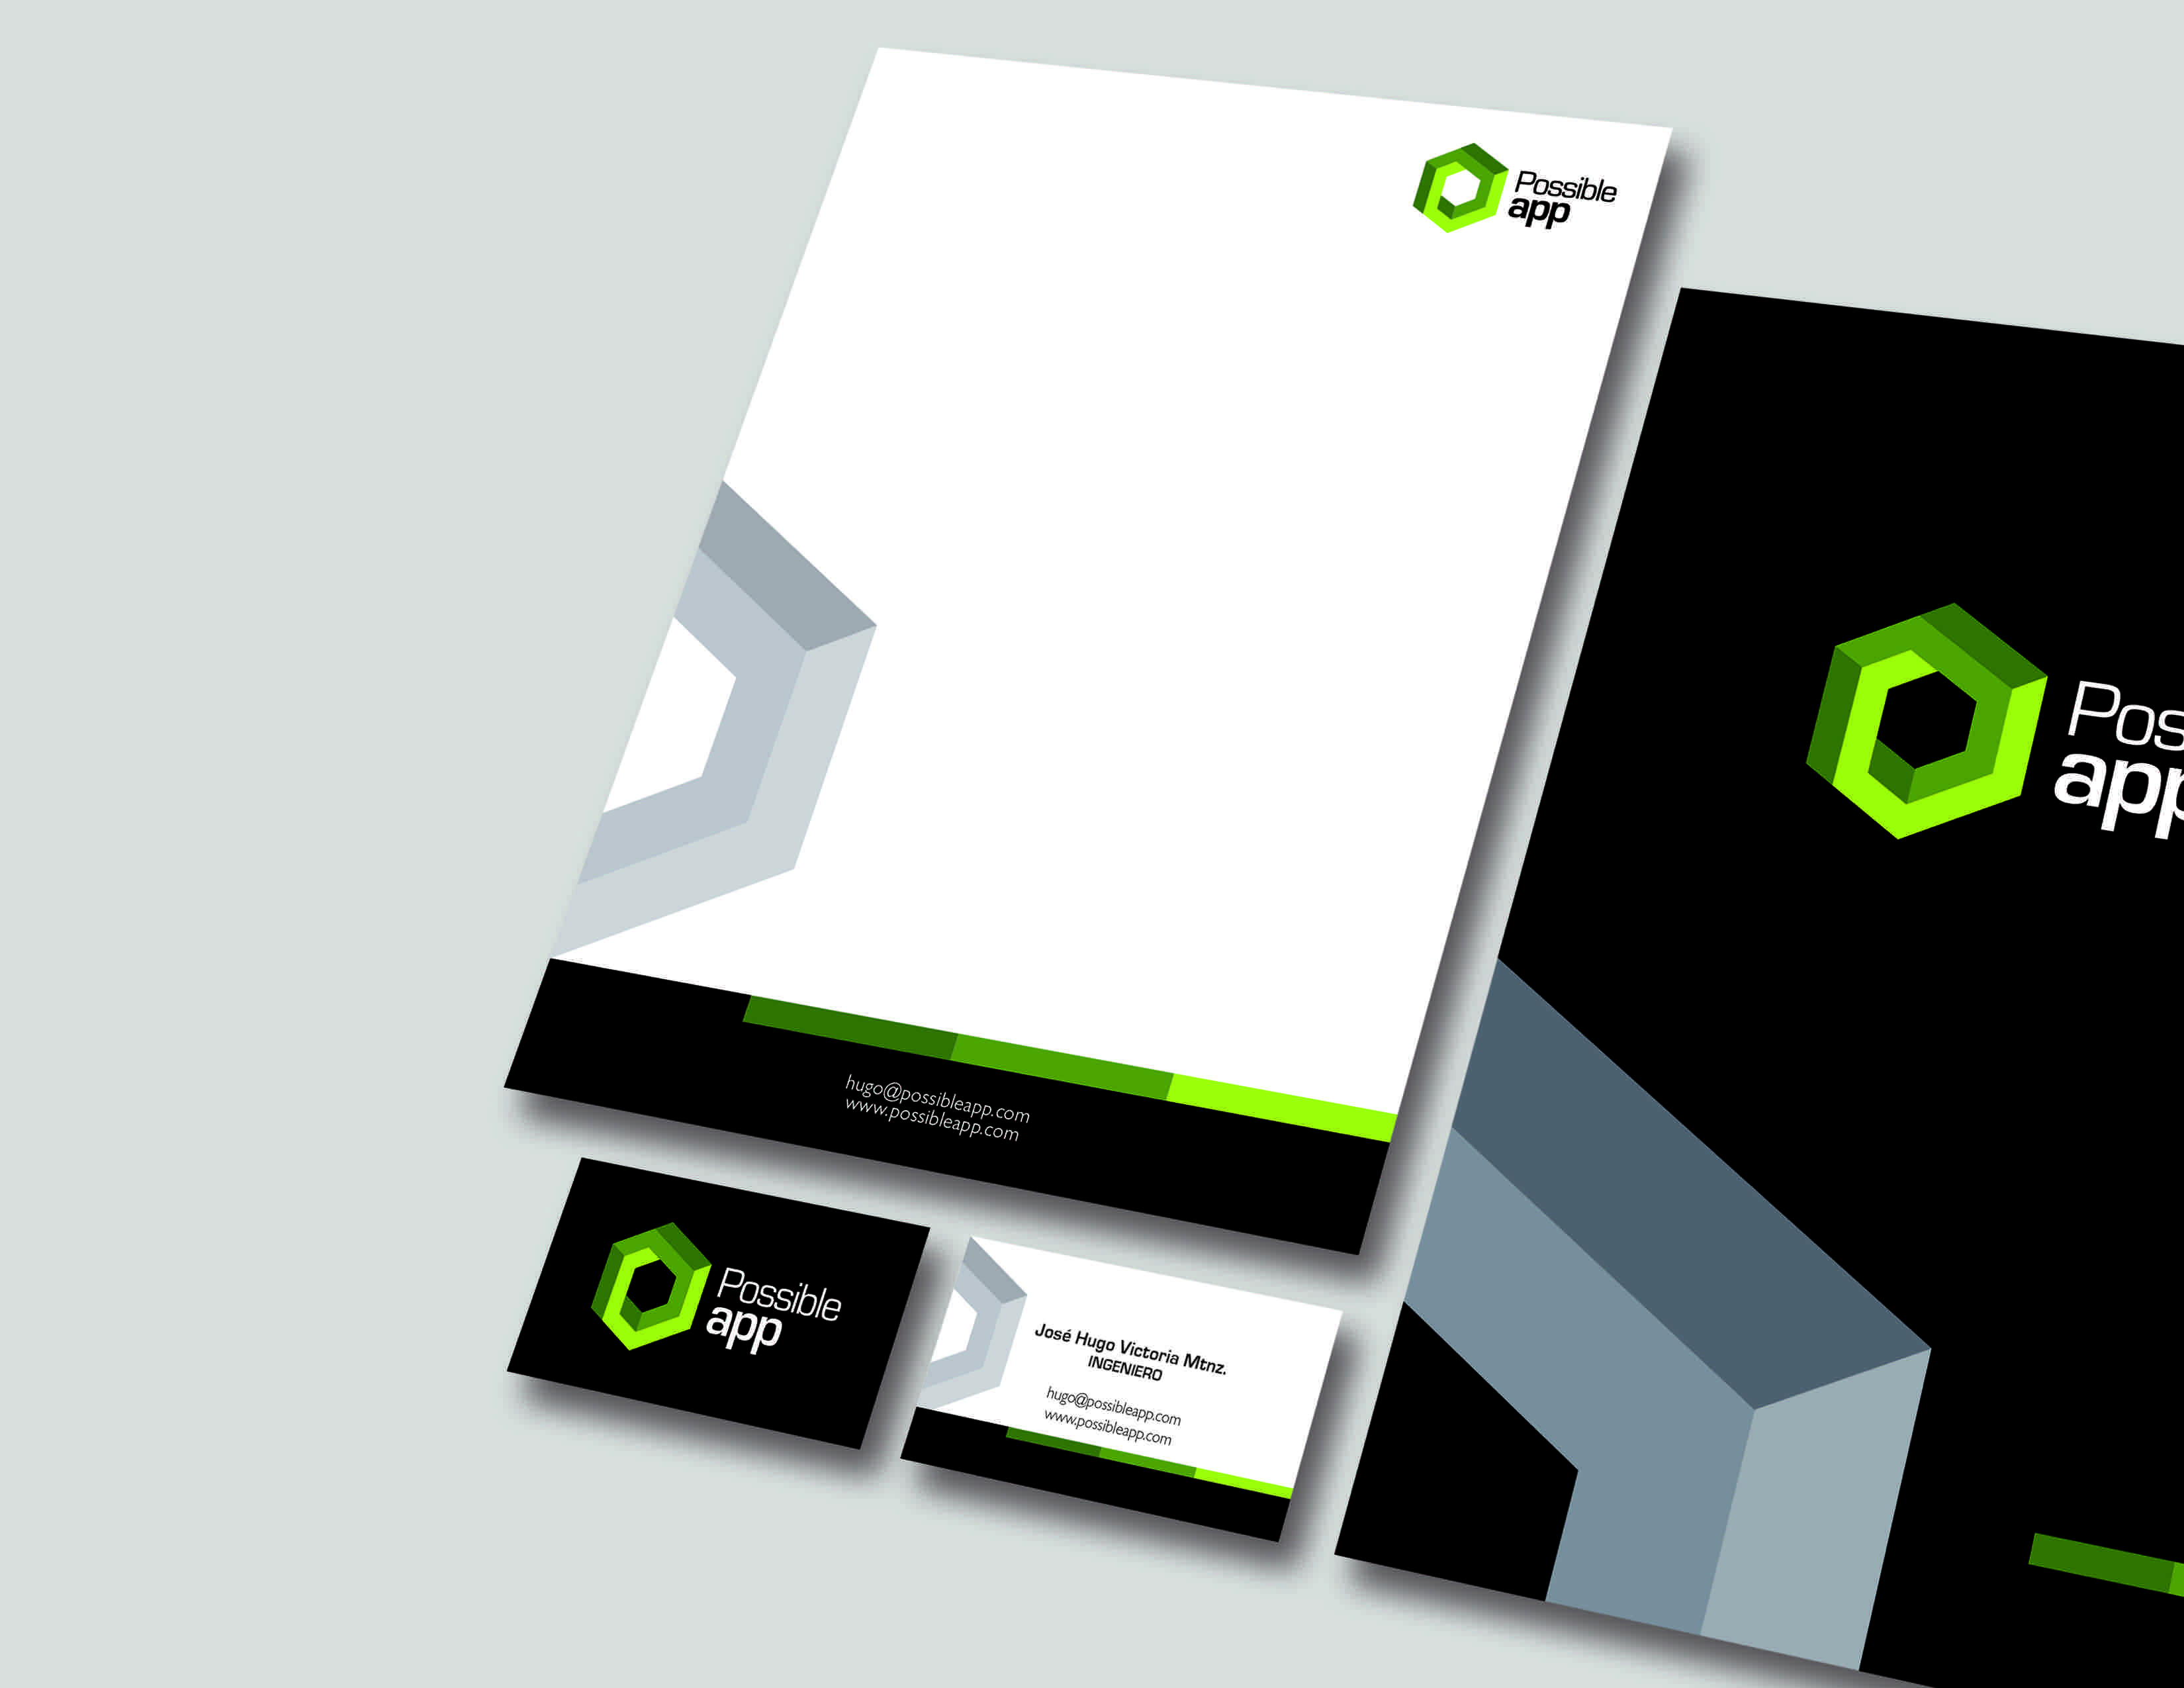 Possible
app
hugo@possibleapp.com
www.possibleapp.com
Possible
app
José Hugo Victoria Mtnz.
INGENIERO
hugo@possibleapp.com
www.possibleapp.com
Pos
app